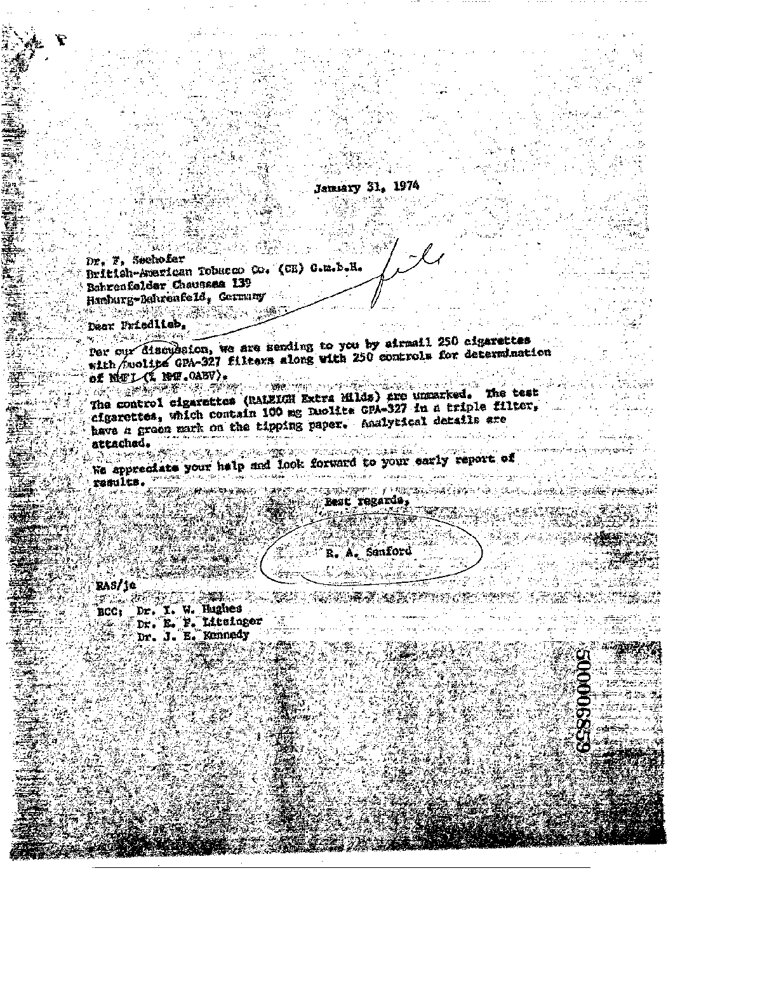 January 31, 1974
file
Dr. F. Seehofer
British-American Tobacco Co. (CE) G.m.b.H.
Bahrenfelder Chaussee 139
Hamburg-Bahrenfeld, Germany
Dear Friedlieb,
Per our discussion, we are sending to you by airmail 250 cigarettes
with Duolite GPA-327 filters along with 250 controls for determination
of
The control cigarettes (RALEIGH Extra Milds) are unmarked. The test
cigarettes, which contain 100 mg Duolite GPA-327 in a triple filter,
have a green mark on the tipping paper. Analytical details are
attached.
We appreciate your help and look forward to your early report of
results.
Best regards,
R. A. Sanford
RAS/je
BCC: Dr. I. W. Hughes
Dr. E. F. Litzinger
Dr. J. E. Kennedy
500006859